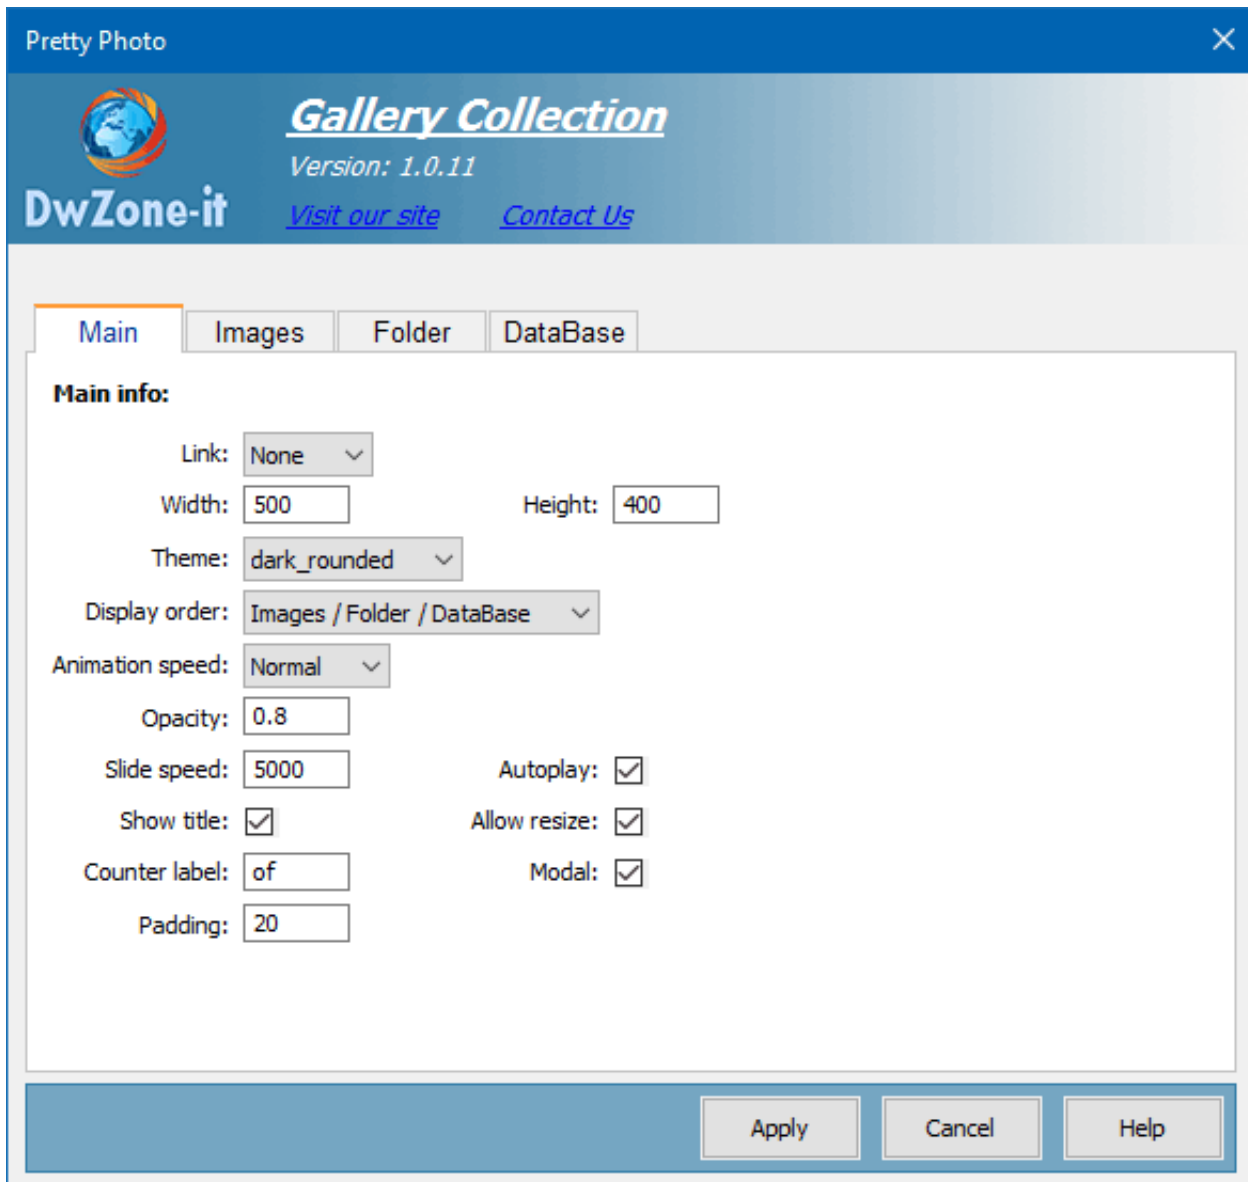 Pretty Photo
Gallery Collection
Version: 1.0.11
DwZone-it
Visit our site Contact Us
Main Images Folder DataBase
Main info:
Link: None
Width: 500 Height: 400
Theme: dark_rounded
Display order: Images / Folder / DataBase
Animation speed: Normal
Opacity: 0.8
Slide speed: 5000 Autoplay:
Show title: Allow resize:
Counter label: of Modal:
Padding: 20
Apply Cancel Help